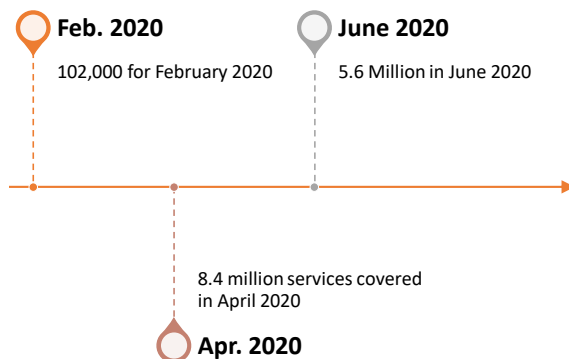 Feb. 2020
102,000 for February 2020
June 2020
5.6 Million in June 2020
8.4 million services covered
in April 2020
Apr. 2020